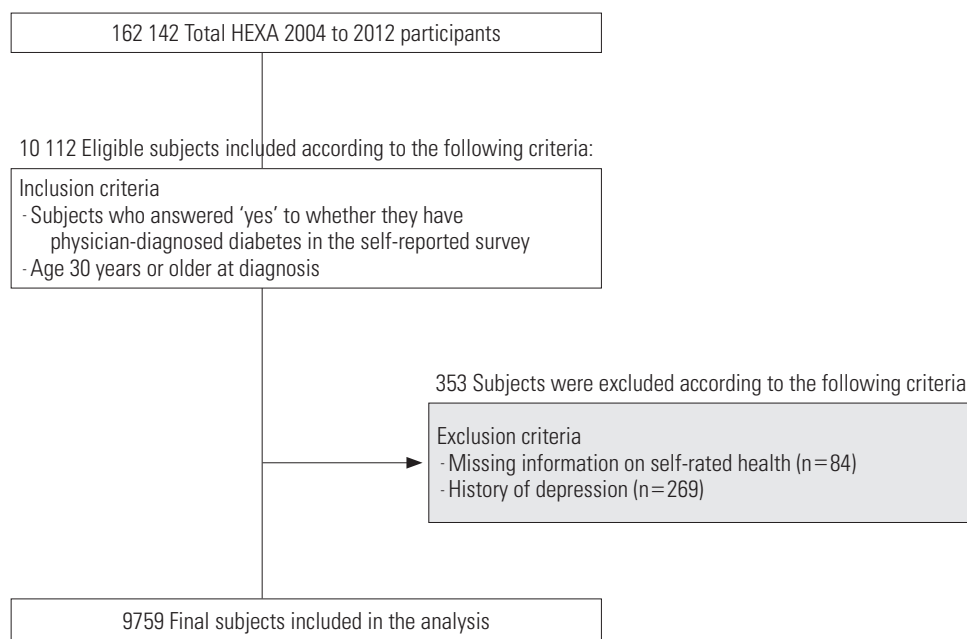 162 142 Total HEXA 2004 to 2012 participants
10 112 Eligible subjects included according to the following criteria:
Inclusion criteria
- Subjects who answered ‘yes’ to whether they have
physician-diagnosed diabetes in the self-reported survey
- Age 30 years or older at diagnosis
353 Subjects were excluded according to the following criteria
Exclusion criteria
- Missing information on self-rated health (n=84)
- History of depression (n=269)
9759 Final subjects included in the analysis